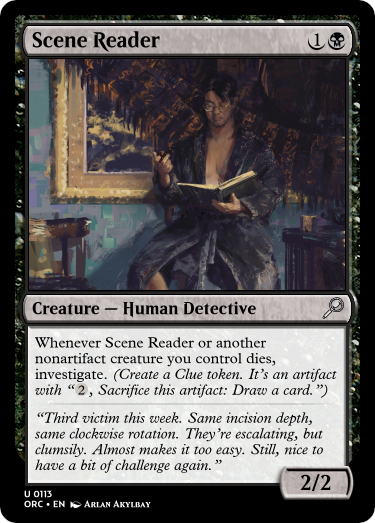 Scene Reader 1
Creature — Human Detective
Whenever Scene Reader or another
nonartifact creature you control dies,
investigate. (Create a Clue token. It's an artifact
with “2, Sacrifice this artifact: Draw a card.”)
“Third victim this week. Same incision depth,
same clockwise rotation. They're escalating, but
clumsily. Almost makes it too easy. Still, nice to
have a bit of challenge again.”
2/2
U 0113
ORC • EN Arlan Akylbay